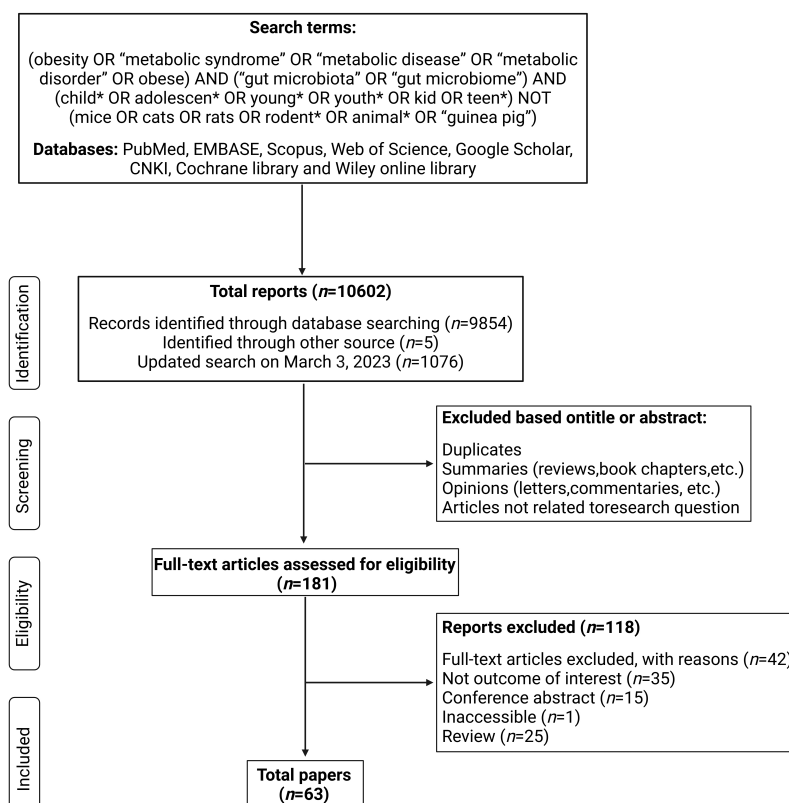 Search terms:
(obesity OR “metabolic syndrome” OR “metabolic disease” OR “metabolic
disorder” OR obese) AND (“gut microbiota” OR “gut microbiome”) AND
(child* OR adolescen* OR young* OR youth* OR kid OR teen*) NOT
(mice OR cats OR rats OR rodent* OR animal* OR “guinea pig”)
Databases: PubMed, EMBASE, Scopus, Web of Science, Google Scholar,
CNKI, Cochrane library and Wiley online library
Identification
Total reports (n=10602)
Records identified through database searching (n=9854)
Identified through other source (n=5)
Updated search on March 3, 2023 (n=1076)
Screening
Excluded based ontitle or abstract:
Duplicates
Summaries (reviews,book chapters,etc.)
Opinions (letters,commentaries, etc.)
Articles not related toresearch question
Eligibility
Full-text articles assessed for eligibility
(n=181)
Reports excluded (n=118)
Full-text articles excluded, with reasons (n=42)
Not outcome of interest (n=35)
Conference abstract (n=15)
Inaccessible (n=1)
Review (n=25)
Included
Total papers
(n=63)